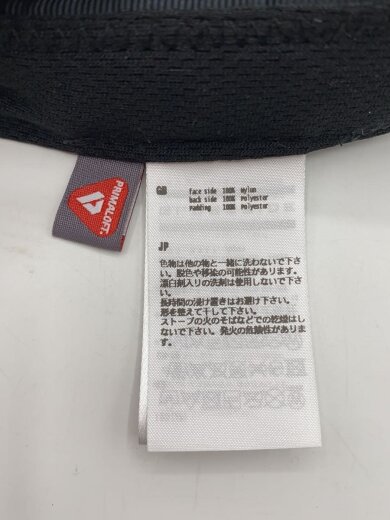 PRIMALOFT.
GB
face side 100% Nylon
back side 100% Polyester
padding 100% Polyester
JP
色物は他の物と一緒に洗わないで下さ
い。脱色や移染の可能性があります。
漂白剤入りの洗剤は使用しないで下さ
い。
長時間の浸け置きはお避け下さい。
形を整えて干して下さい。
ストーブの火のそばなどでの乾燥はし
ないで下さい。発火の危険性がありま
す。